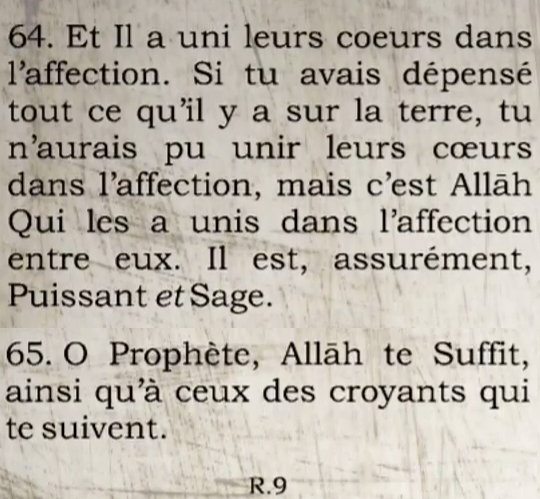 64. Et Il a uni leurs coeurs dans
l'affection. Si tu avais dépensé
tout ce qu'il y a sur la terre, tu
n'aurais pu unir leurs cœurs
dans l'affection, mais c'est Allāh
Qui les a unis dans l'affection
entre eux. Il est, assurément,
Puissant et Sage.
65. O Prophète, Allāh te Suffit,
ainsi qu'à ceux des croyants qui
te suivent.
R.9